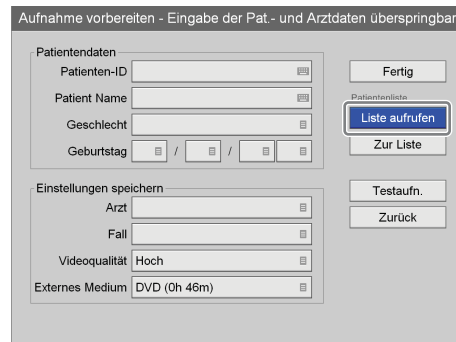 Aufnahme vorbereiten - Eingabe der Pat.- und Arztdaten überspringbar
Patientendaten
Patienten-ID
Patient Name
Geschlecht
Geburtstag / /
Fertig
Patientenliste
Liste aufrufen
Zur Liste
Einstellungen speichern
Arzt
Fall
Videoqualität Hoch
Externes Medium DVD (0h 46m)
Testaufn.
Zurück